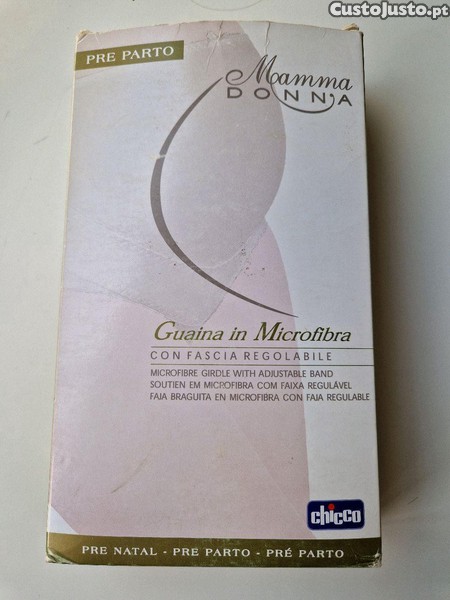 CustoJusto.pt
PRE PARTO
Mamma
DONNA
Guaina in Microfibra
CON FASCIA REGOLABILE
MICROFIBRE GIRDLE WITH ADJUSTABLE BAND
SOUTIEN EM MICROFIBRA COM FAIXA REGULÁVEL
FAJA BRAGUITA EN MICROFIBRA CON FAJA REGULABLE
chicco
PRE NATAL - PRE PARTO - PRÉ PARTO